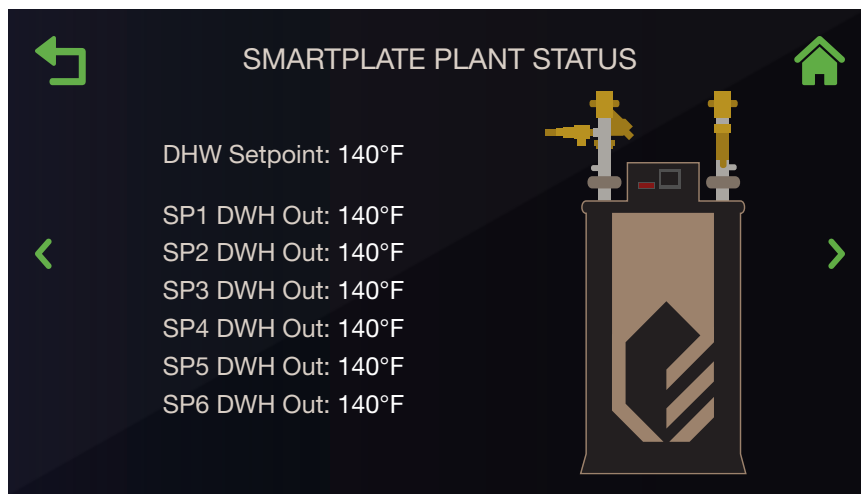 SMARTPLATE PLANT STATUS
DHW Setpoint: 140°F
SP1 DWH Out: 140°F
SP2 DWH Out: 140°F
SP3 DWH Out: 140°F
SP4 DWH Out: 140°F
SP5 DWH Out: 140°F
SP6 DWH Out: 140°F